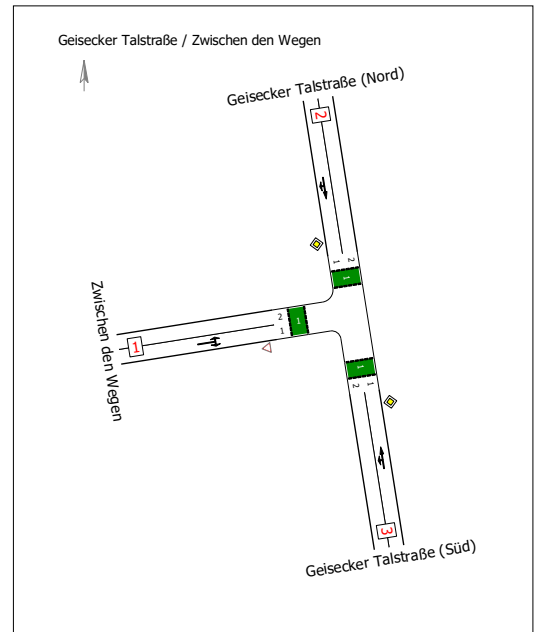 Geisecker Talstraße / Zwischen den Wegen
Geisecker Talstraße (Nord)
2
1 2
1
Zwischen den Wegen
1
2
1
1
1
2 1
3
Geisecker Talstraße (Süd)